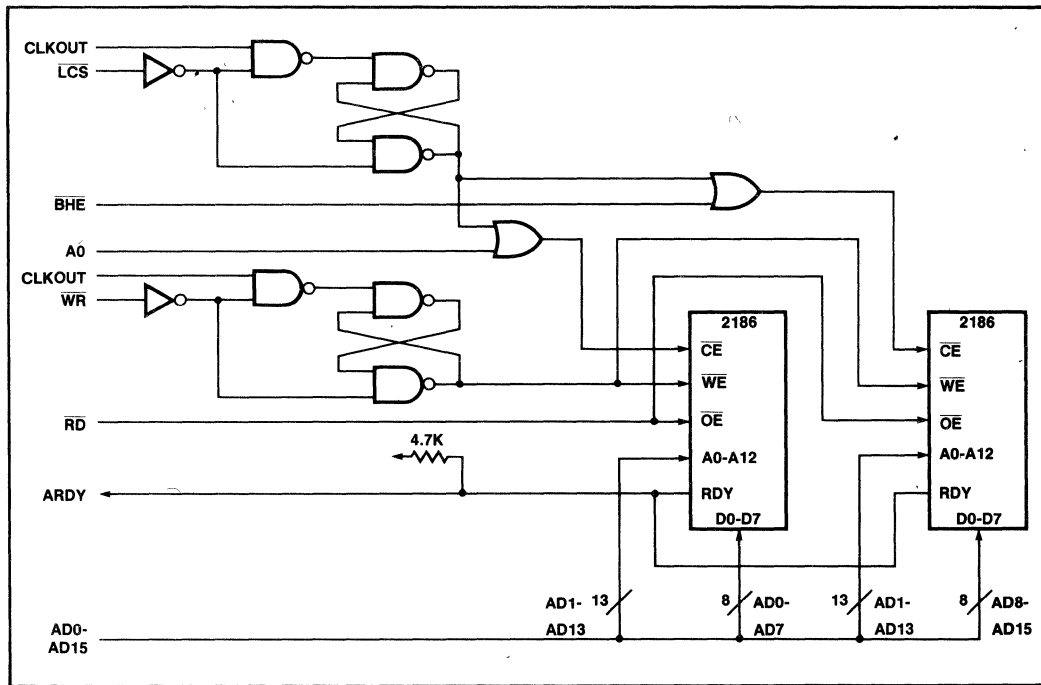 CLKOUT
LCS
BHE
A0
CLKOUT
WR
RD
4.7K
ARDY
AD0-
AD15
2186
CE
WE
OE
A0-A12
RDY
D0-D7
2186
CE
WE
OE
A0-A12
RDY
D0-D7
AD1-
AD13
13
8
AD0-
AD7
13
AD1-
AD13
8
AD8-
AD15